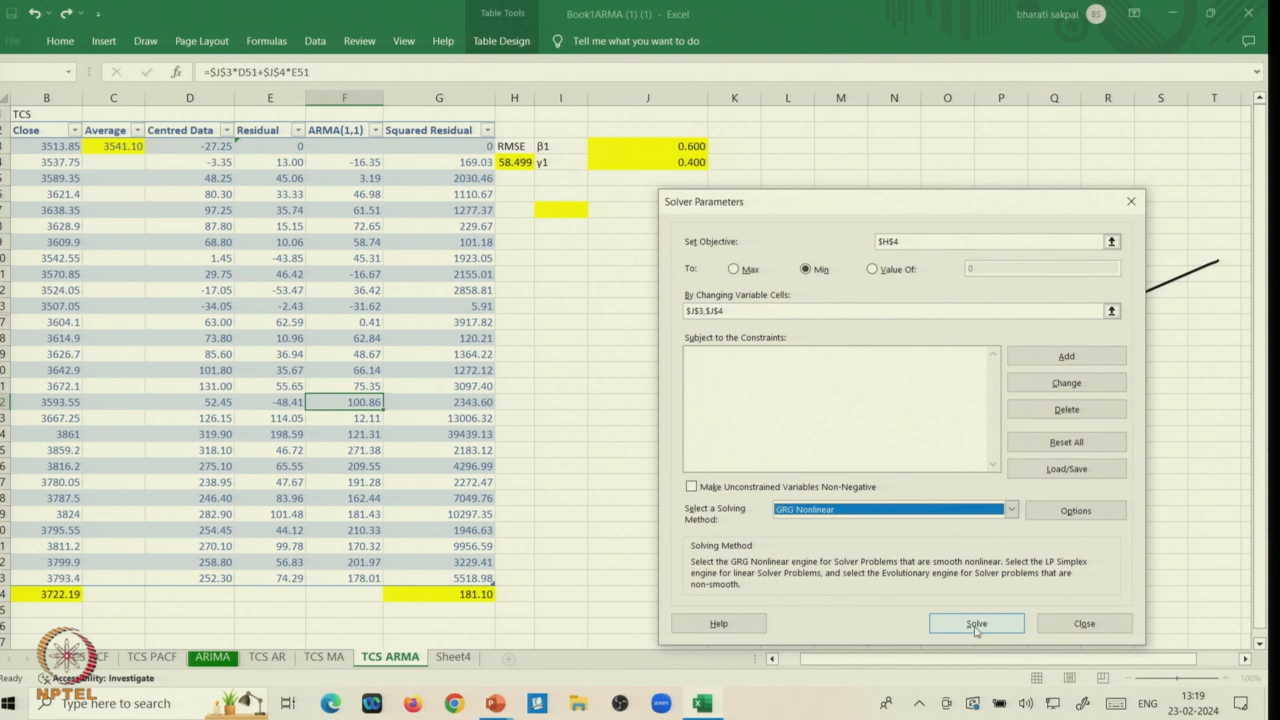 Table Tools
Book1ARMA (1) (1) - Excel
bharati sakpal BS
File Home Insert Draw Page Layout Formulas Data Review View Help Table Design Tell me what you want to do
fx =$J$3*D51+$J$4*E51
B C D E F G H I J K L M N O P Q R S T
TCS
Close Average Centred Data Residual ARMA(1,1) Squared Residual
3513.85 3541.10 -27.25 0 0 RMSE β1 0.600
3537.75 -3.35 13.00 -16.35 169.03 58.499 γ1 0.400
3589.35 48.25 45.06 3.19 2030.46
3621.4 80.30 33.33 46.98 1110.67
3638.35 97.25 35.74 61.51 1277.37
3628.9 87.80 15.15 72.65 229.67
3609.9 68.80 10.06 58.74 101.18
3542.55 1.45 -43.85 45.31 1923.05
3570.85 29.75 46.42 -16.67 2155.01
3524.05 -17.05 -53.47 36.42 2858.81
3507.05 -34.05 -2.43 -31.62 5.91
3604.1 63.00 62.59 0.41 3917.82
3614.9 73.80 10.96 62.84 120.21
3626.7 85.60 36.94 48.67 1364.22
3642.9 101.80 35.67 66.14 1272.12
3672.1 131.00 55.65 75.35 3097.40
3593.55 52.45 -48.41 100.86 2343.60
3667.25 126.15 114.05 12.11 13006.32
3861 319.90 198.59 121.31 39439.13
3859.2 318.10 46.72 271.38 2183.12
3816.2 275.10 65.55 209.55 4296.99
3780.05 238.95 47.67 191.28 2272.47
3787.5 246.40 83.96 162.44 7049.76
3824 282.90 101.48 181.43 10297.35
3795.55 254.45 44.12 210.33 1946.63
3811.2 270.10 99.78 170.32 9956.59
3799.9 258.80 56.83 201.97 3229.41
3793.4 252.30 74.29 178.01 5518.98
3722.19 181.10
Solver Parameters
Set Objective: $H$4
To: Max Min Value Of: 0
By Changing Variable Cells:
$J$3,$J$4
Subject to the Constraints:
Add
Change
Delete
Reset All
Load/Save
Make Unconstrained Variables Non-Negative
Select a Solving Method: GRG Nonlinear Options
Solving Method
Select the GRG Nonlinear engine for Solver Problems that are smooth nonlinear. Select the LP Simplex
engine for linear Solver Problems, and select the Evolutionary engine for Solver problems that are
non-smooth.
Help Solve Close
TCS PACF ARIMA TCS AR TCS MA TCS ARMA Sheet4
Ready Accessibility: Investigate 100%
NPTEL
Type here to search
ENG
13:19
23-02-2024